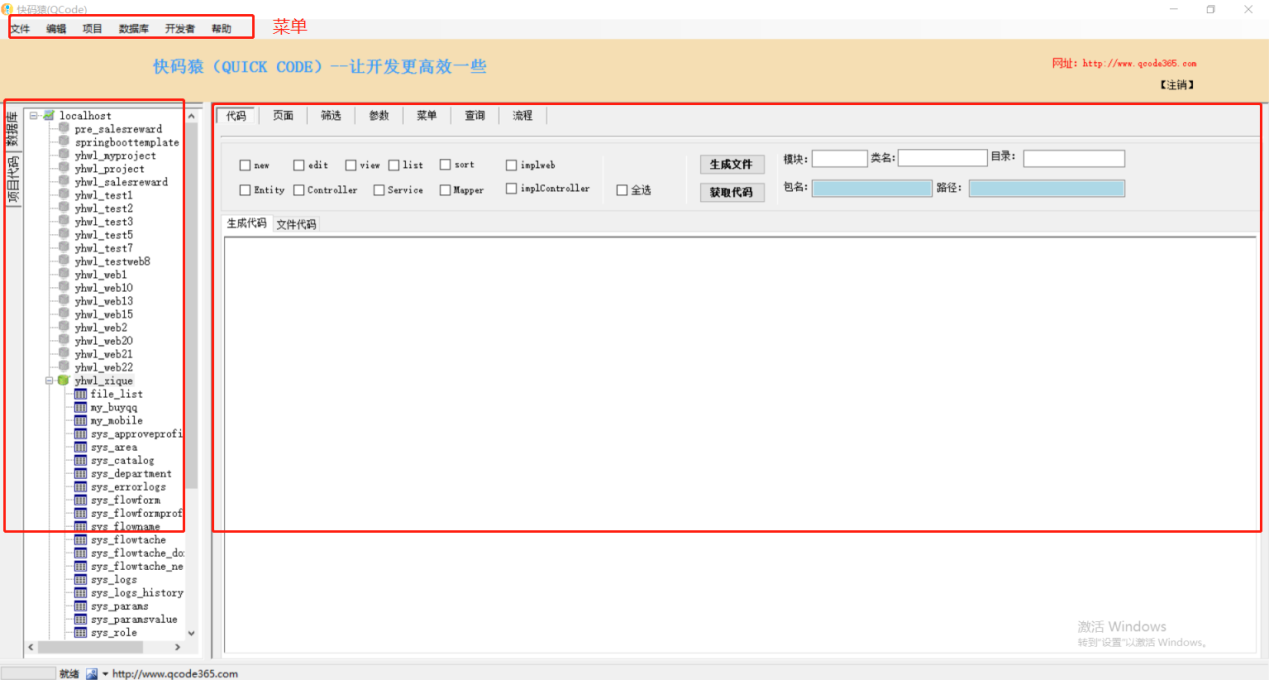 快码猿(QCode)
文件 编辑 项目 数据库 开发者 帮助
菜单
快码猿（QUICK CODE）--让开发更高效一些
网址: http://www.qcode365.com
【注销】
数据库
项目代码
localhost
pre_salesreward
springboottemplate
yhwl_myproject
yhwl_project
yhwl_salesreward
yhwl_test1
yhwl_test2
yhwl_test3
yhwl_test5
yhwl_test7
yhwl_testweb8
yhwl_web1
yhwl_web10
yhwl_web13
yhwl_web15
yhwl_web2
yhwl_web20
yhwl_web21
yhwl_web22
yhwl_xique
file_list
my_buyqq
my_mobile
sys_approveprofi
sys_area
sys_catalog
sys_department
sys_errorlogs
sys_flowform
sys_flowformprof
sys_flowname
sys_flowtache
sys_flowtache_do
sys_flowtache_ne
sys_logs
sys_logs_history
sys_params
sys_paramsvalue
sys_role
代码 页面 筛选 参数 菜单 查询 流程
new edit view list sort implweb
Entity Controller Service Mapper implController 全选
生成文件 模块: 类名: 目录:
获取代码 包名: 路径:
生成代码 文件代码
激活 Windows
转到"设置"以激活 Windows。
就绪 http://www.qcode365.com